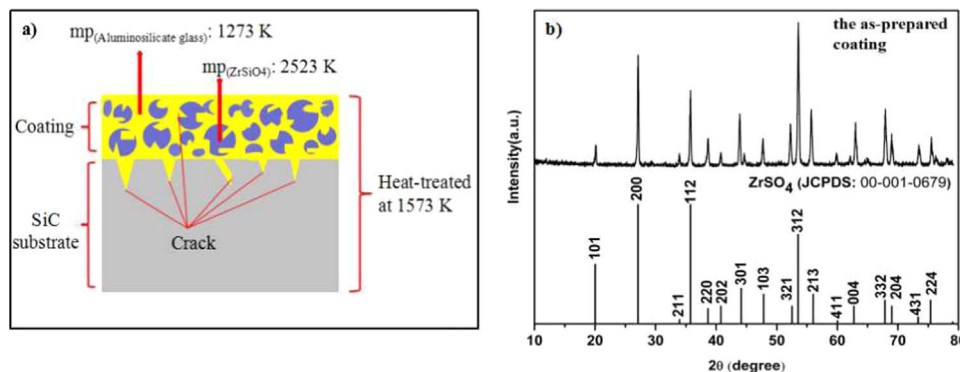 a)
mp(Aluminosilicate glass): 1273 K
mp(ZrSiO4): 2523 K
Coating
SiC
substrate
Crack
Heat-treated
at 1573 K
b)
the as-prepared
coating
Intensity(a.u.)
ZrSO4 (JCPDS: 00-001-0679)
101
200
211
112
220
202
301
103
321
312
213
411
004
332
204
431
224
10 20 30 40 50 60 70 80
2θ (degree)